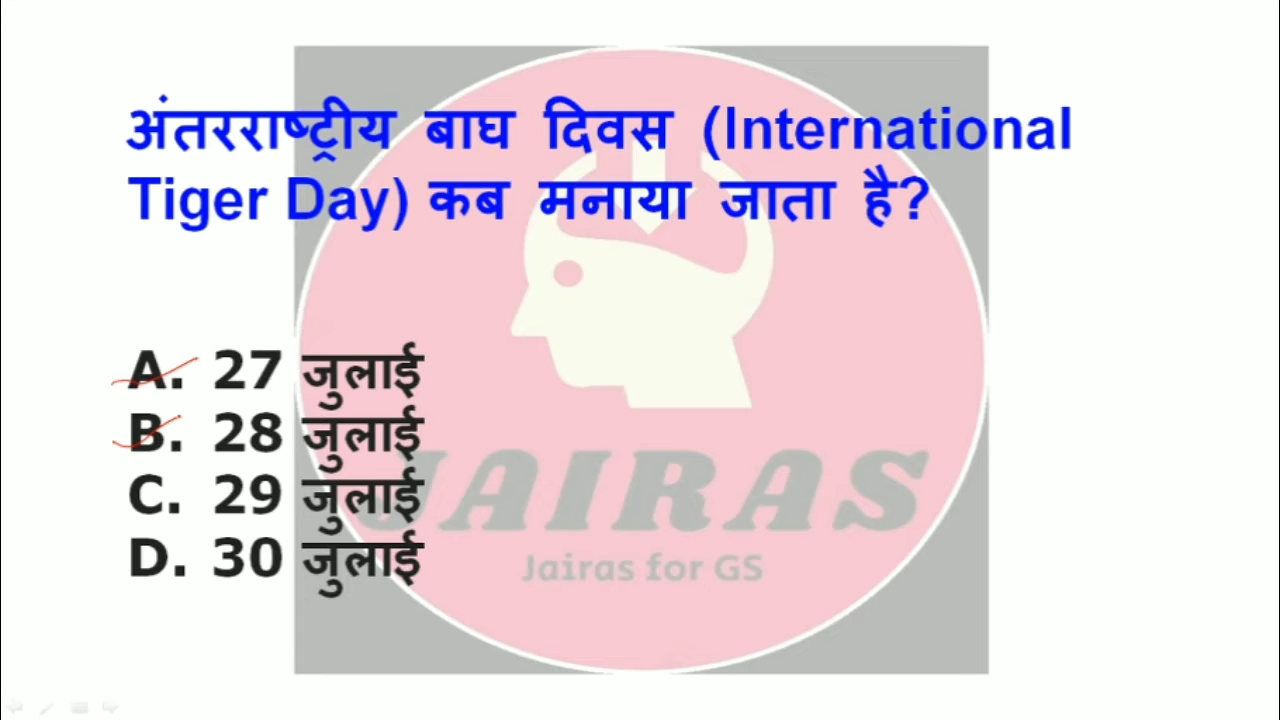 अंतरराष्ट्रीय बाघ दिवस (International
Tiger Day) कब मनाया जाता है?
A. 27 जुलाई
B. 28 जुलाई
C. 29 जुलाई
D. 30 जुलाई
JAIRAS
Jairas for GS